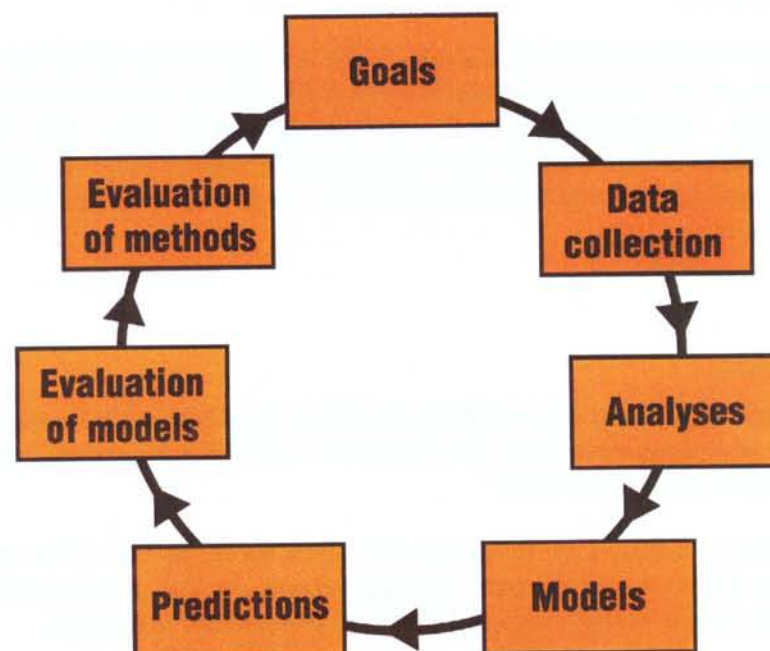 Goals
Data
collection
Analyses
Models
Predictions
Evaluation
of models
Evaluation
of methods